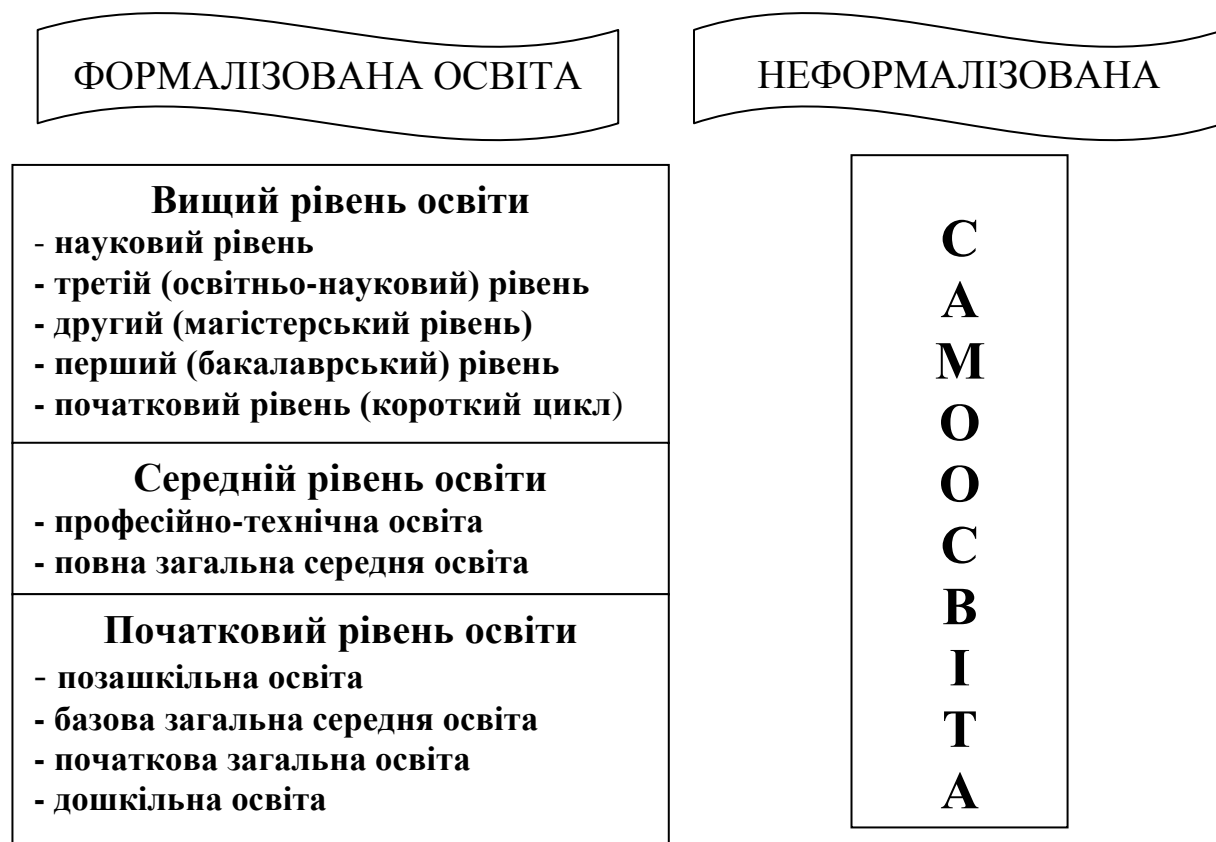 ФОРМАЛІЗОВАНА ОСВІТА
НЕФОРМАЛІЗОВАНА
Вищий рівень освіти
- науковий рівень
- третій (освітньо-науковий) рівень
- другий (магістерський рівень)
- перший (бакалаврський) рівень
- початковий рівень (короткий цикл)
Середній рівень освіти
- професійно-технічна освіта
- повна загальна середня освіта
Початковий рівень освіти
- позашкільна освіта
- базова загальна середня освіта
- початкова загальна освіта
- дошкільна освіта
С
А
М
О
О
С
В
І
Т
А